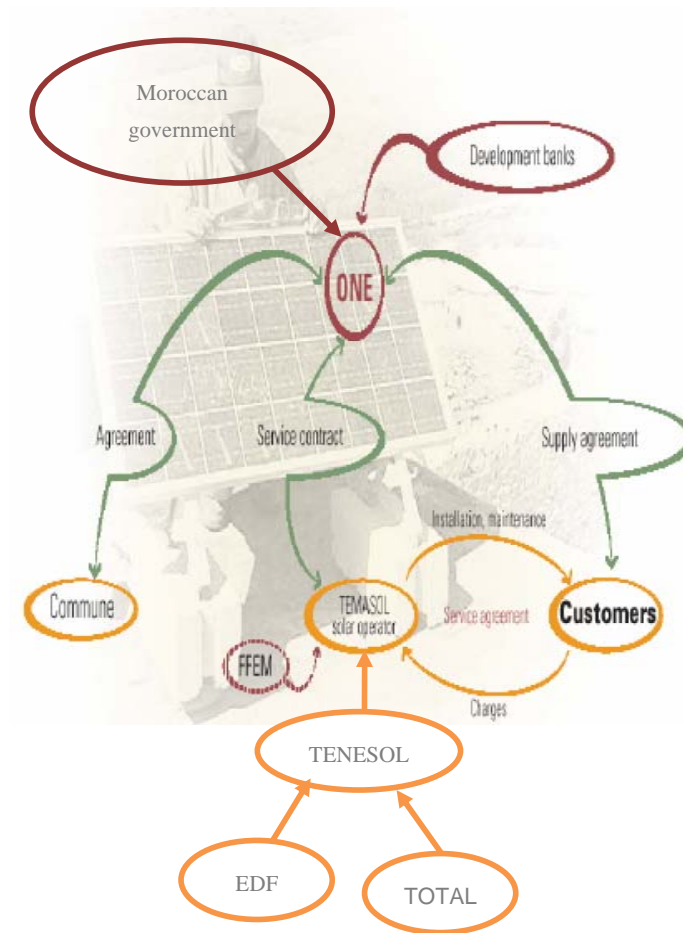 Moroccan
government
Development banks
ONE
Agreement
Service contract
Supply agreement
Installation, maintenance
Commune
TEMASOL
solar operator
Service agreement
Customers
FFEM
Charges
TENESOL
EDF
TOTAL